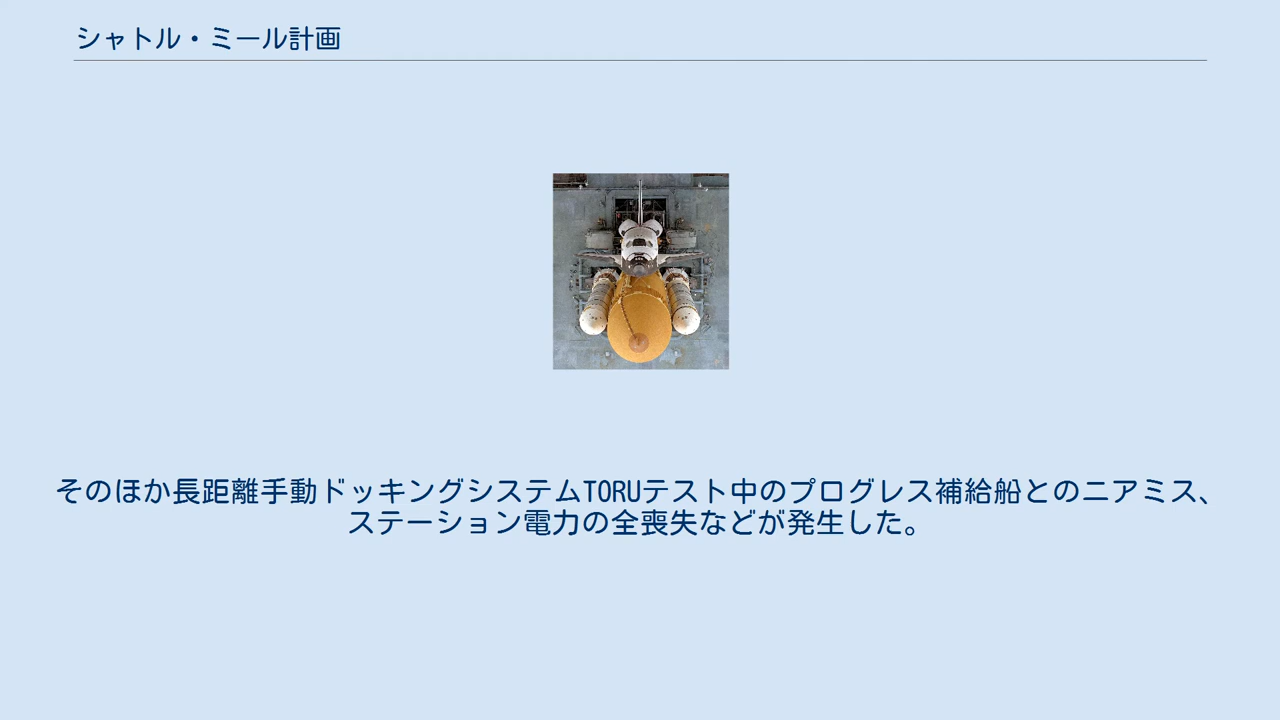 シャトル・ミール計画
そのほか長距離手動ドッキングシステムTORUテスト中のプログレス補給船とのニアミス、
ステーション電力の全喪失などが発生した。